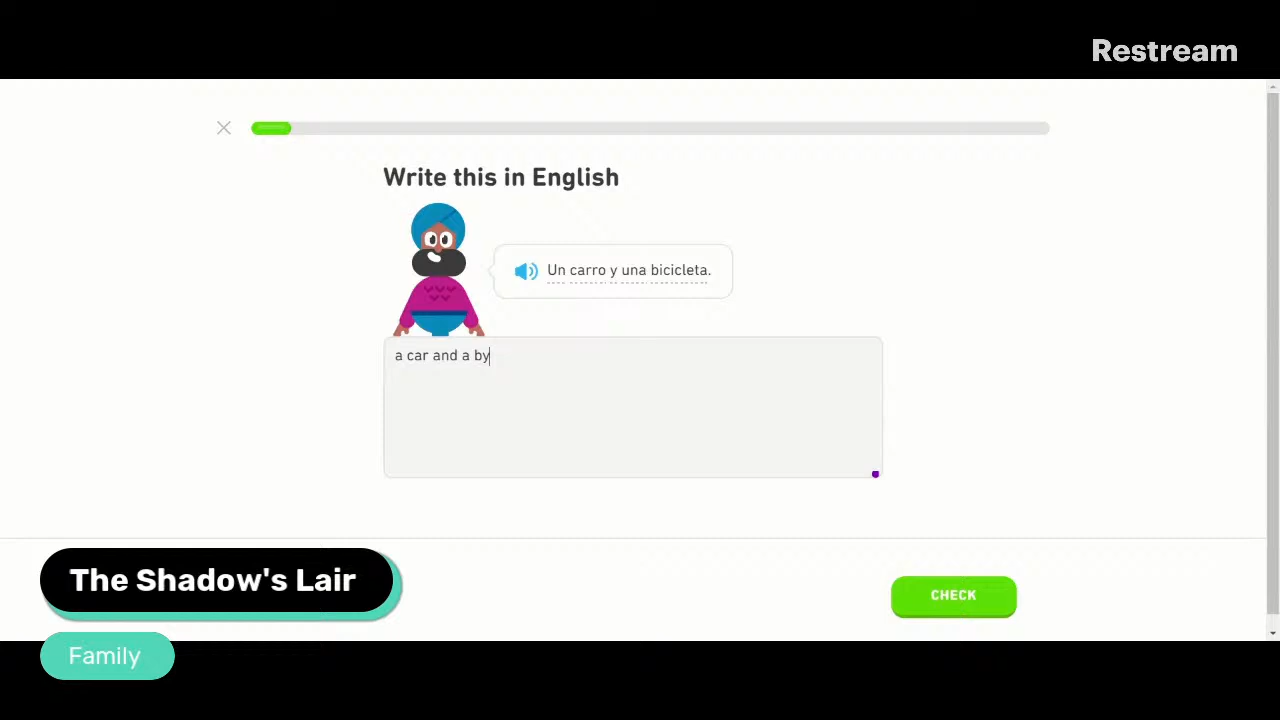 Restream
Write this in English
Un carro y una bicicleta.
a car and a by
The Shadow's Lair
CHECK
Family